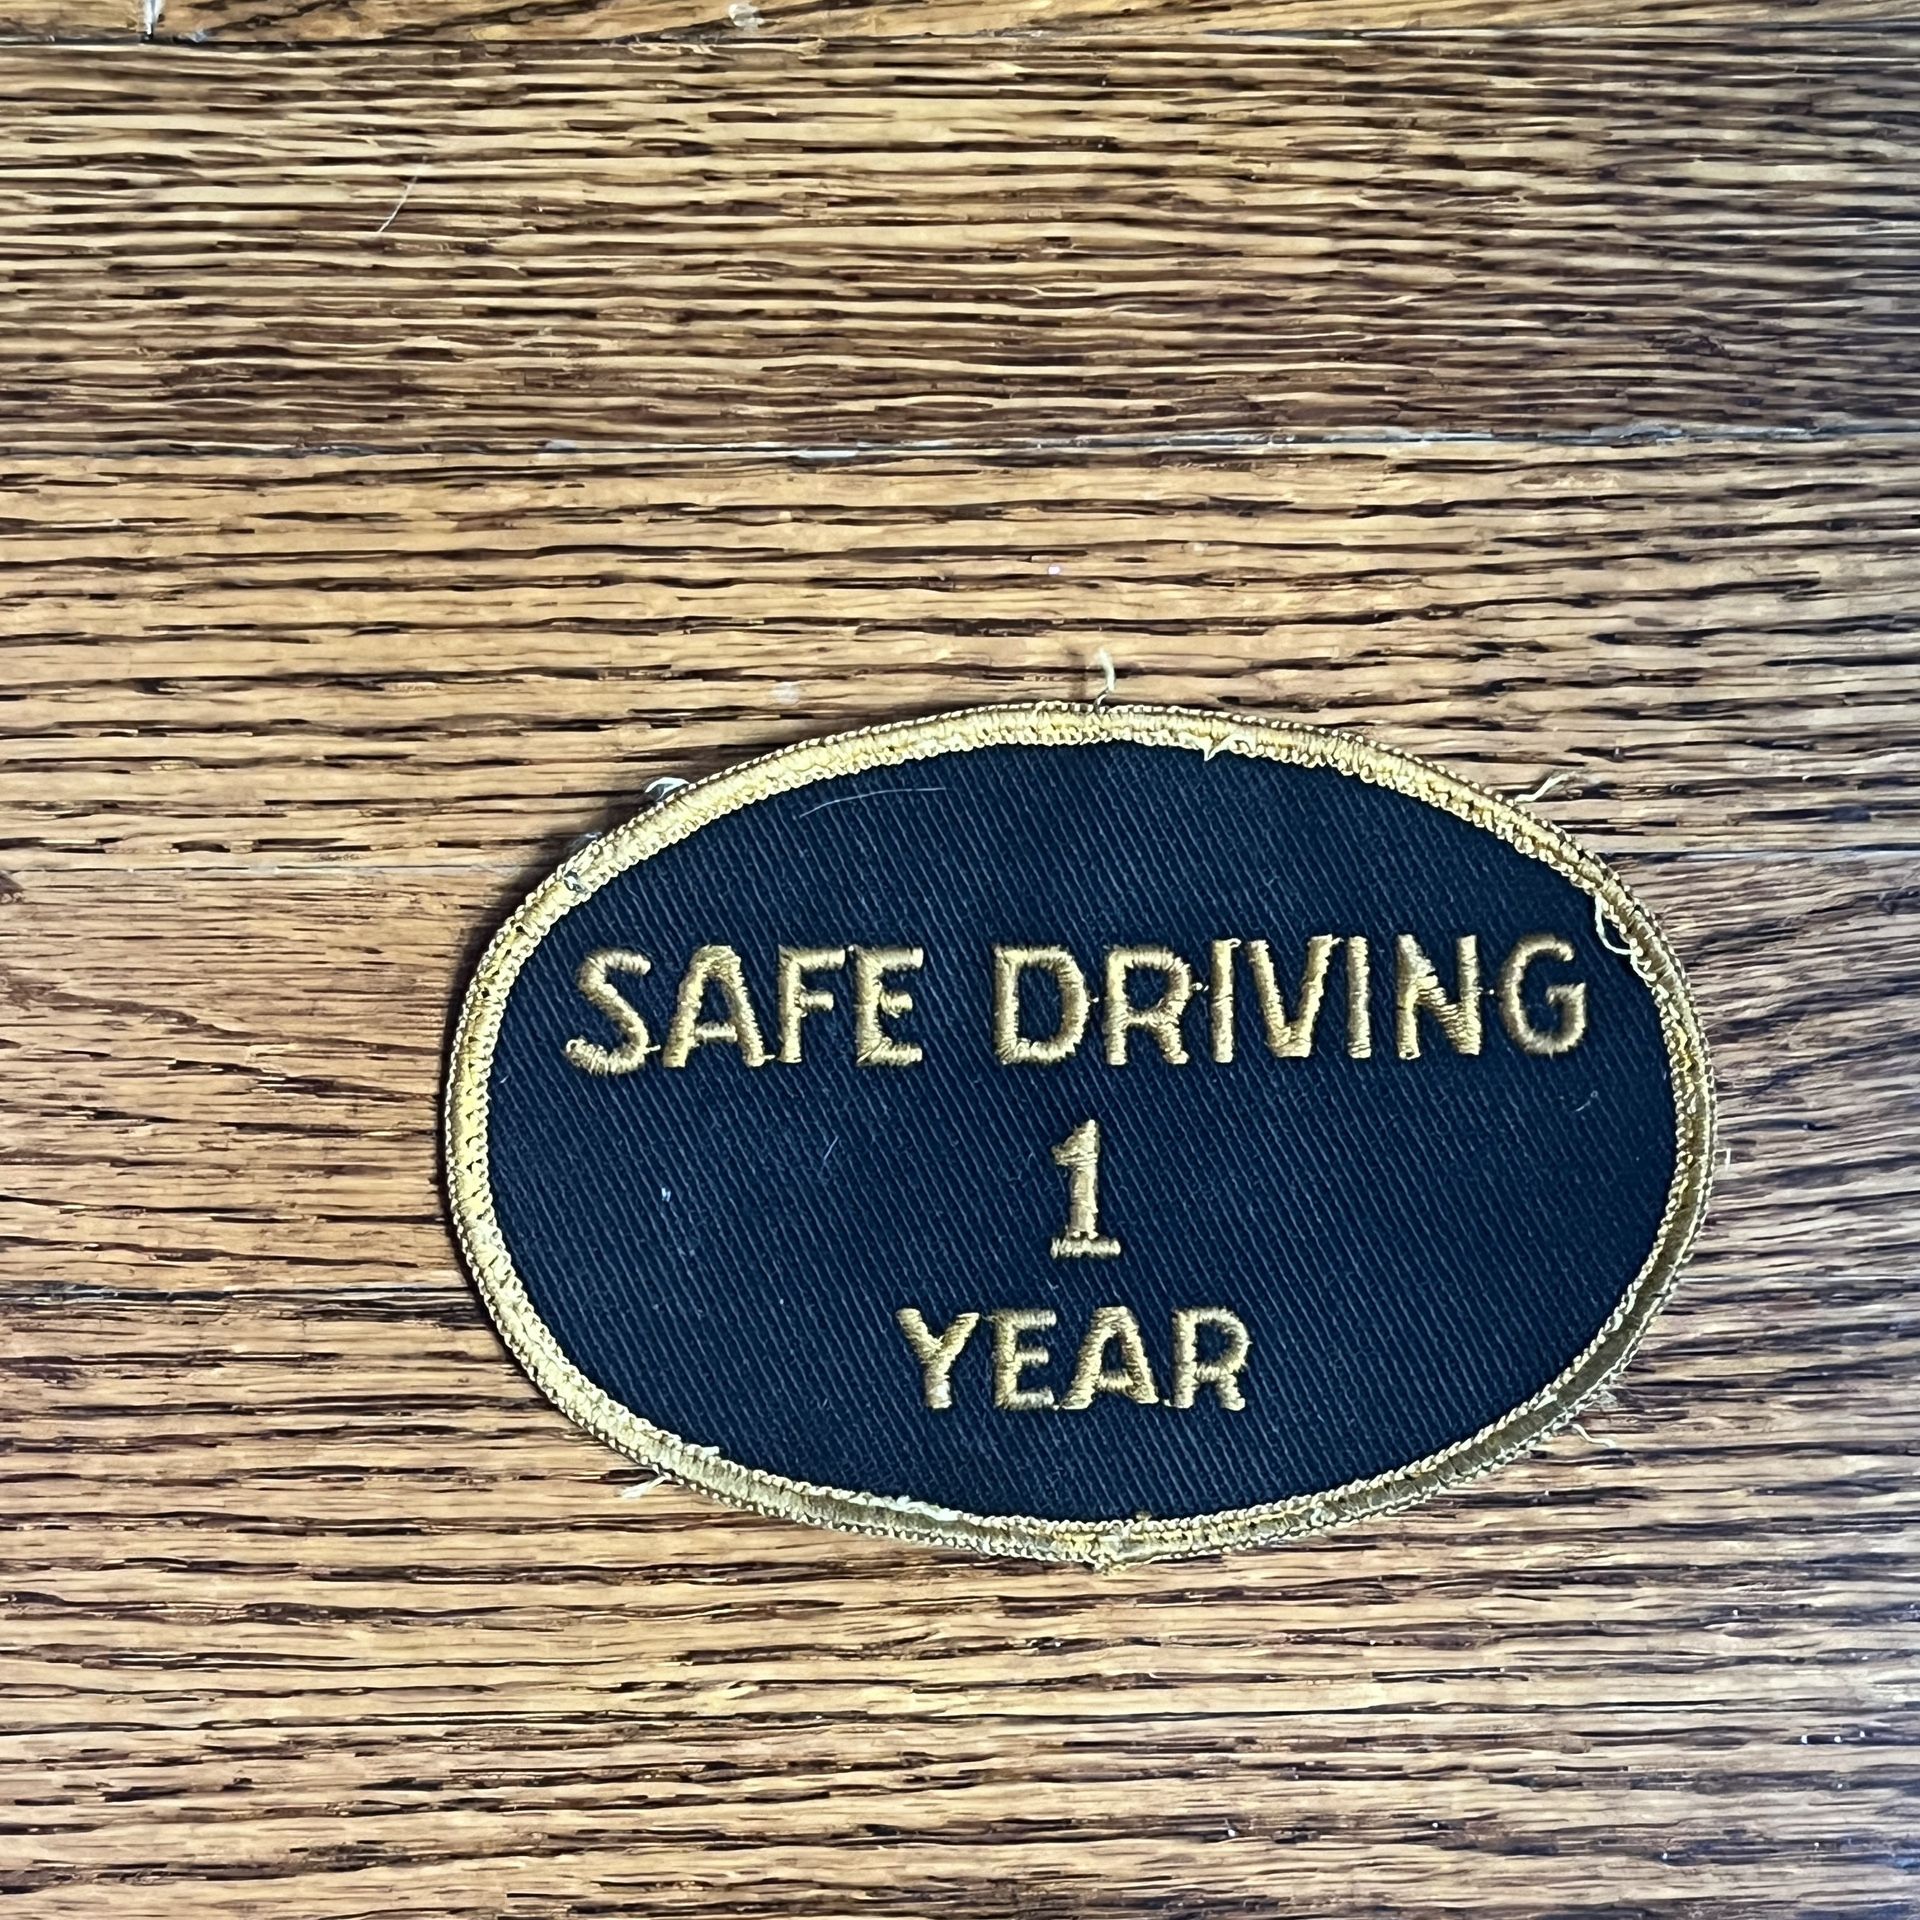 SAFE DRIVING
1
YEAR